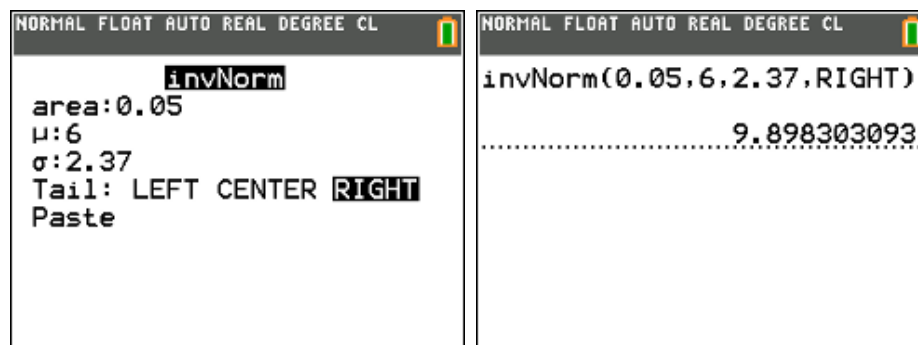 NORMAL FLOAT AUTO REAL DEGREE CL
invNorm
area:0.05
μ:6
σ:2.37
Tail: LEFT CENTER RIGHT
Paste
NORMAL FLOAT AUTO REAL DEGREE CL
invNorm(0.05,6,2.37,RIGHT)
9.898303093